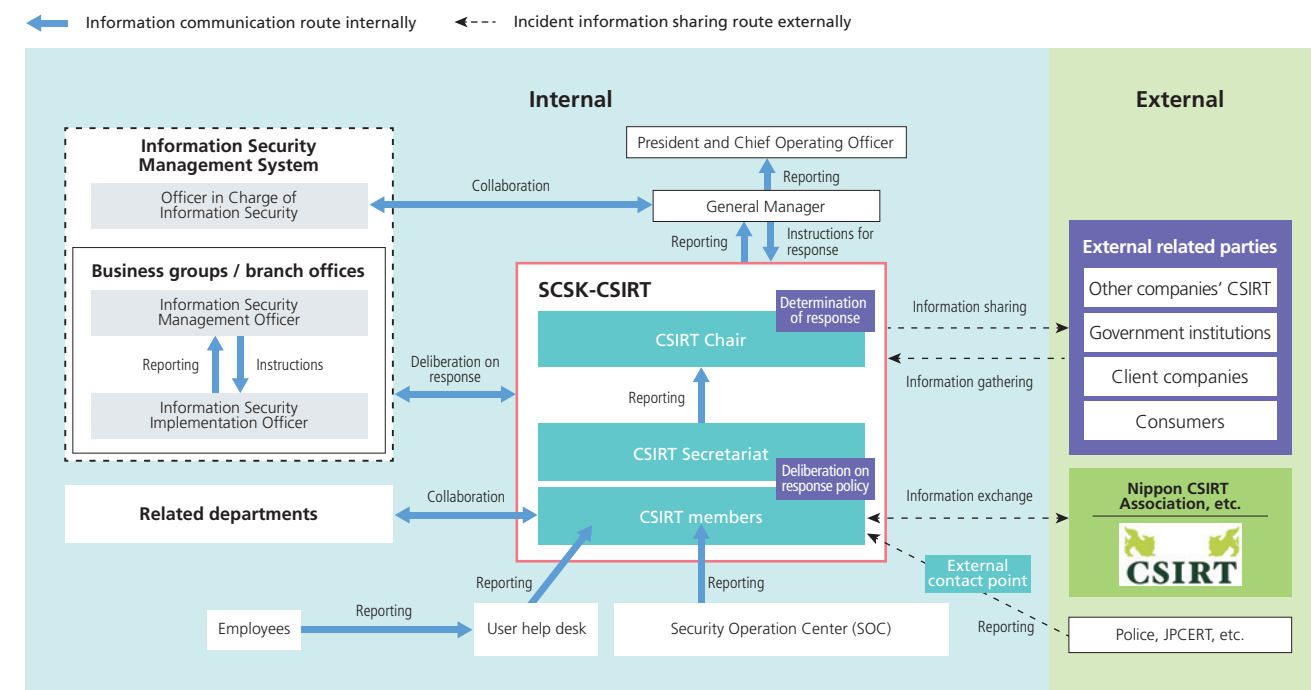 Information communication route internally
Incident information sharing route externally
Internal
External
Information Security
Management System
Officer in Charge of
Information Security
Business groups / branch offices
Information Security
Management Officer
Reporting
Instructions
Information Security
Implementation Officer
Related departments
Collaboration
President and Chief Operating Officer
Reporting
General Manager
Reporting
Instructions for
response
Deliberation on
response
Collaboration
SCSK-CSIRT
Determination
of response
CSIRT Chair
Reporting
CSIRT Secretariat
Deliberation on
response policy
CSIRT members
Reporting
Reporting
Employees
Reporting
User help desk
Security Operation Center (SOC)
Information sharing
Information gathering
Information exchange
External
contact point
Reporting
External related parties
Other companies' CSIRT
Government institutions
Client companies
Consumers
Nippon CSIRT
Association, etc.
CSIRT
Police, JPCERT, etc.